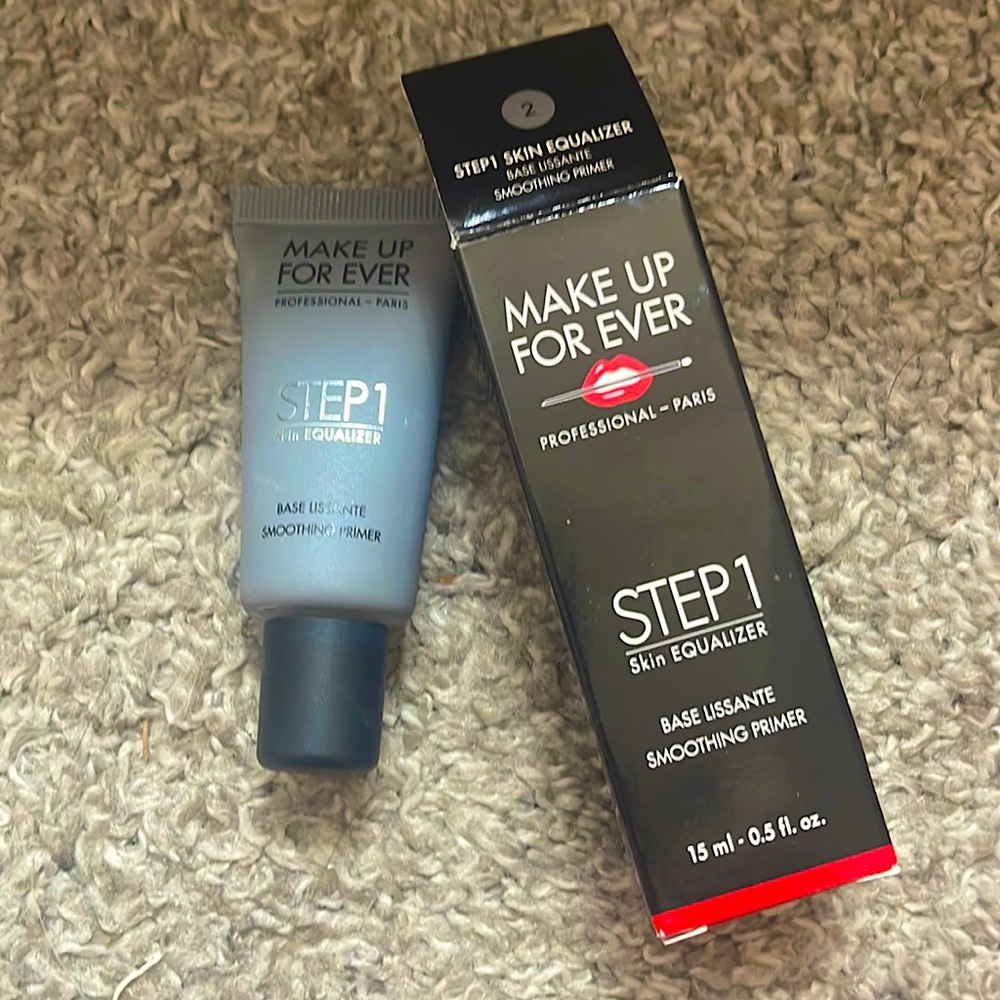 MAKE UP
FOR EVER
PROFESSIONAL – PARIS
STEP1
Skin EQUALIZER
BASE LISSANTE
SMOOTHING PRIMER
2
STEP1 SKIN EQUALIZER
BASE LISSANTE
SMOOTHING PRIMER
MAKE UP
FOR EVER
PROFESSIONAL – PARIS
STEP1
Skin EQUALIZER
BASE LISSANTE
SMOOTHING PRIMER
15 ml - 0.5 fl. oz.